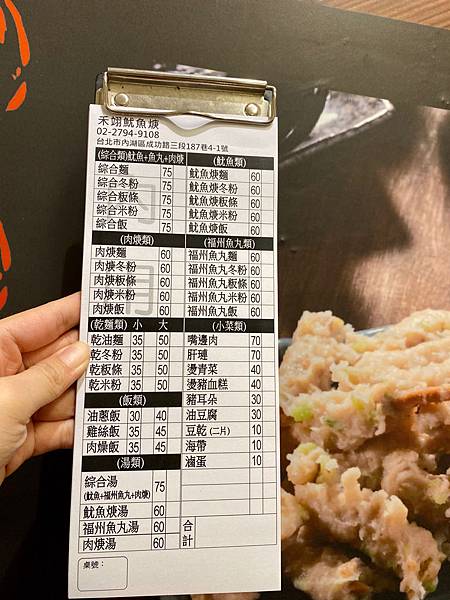 禾翊魷魚焿
02-2794-9108
台北市內湖區成功路三段187巷4-1號
(綜合類)魷魚+魚丸+肉焿
綜合麵 75
綜合冬粉 75
綜合板條 75
綜合米粉 75
綜合飯 75
(魷魚類)
魷魚焿麵 60
魷魚焿冬粉 60
魷魚焿板條 60
魷魚焿米粉 60
魷魚焿飯 60
(肉焿類)
肉焿麵 60
肉焿冬粉 60
肉焿板條 60
肉焿米粉 60
肉焿飯 60
(福州魚丸類)
福州魚丸麵 60
福州魚丸冬粉 60
福州魚丸板條 60
福州魚丸米粉 60
福州魚丸飯 60
(乾麵類) 小 大
乾油麵 35 50
乾冬粉 35 50
乾板條 35 50
乾米粉 35 50
(飯類)
油蔥飯 30 40
雞絲飯 35 45
肉燥飯 35 45
(湯類)
綜合湯 75
(魷魚+福州魚丸+肉焿)
魷魚焿湯 60
福州魚丸湯 60
肉焿湯 60
(小菜類)
嘴邊肉 70
肝連 70
燙青菜 40
燙豬血糕 40
豬耳朵 30
油豆腐 30
豆乾(二片) 10
海帶 10
滷蛋 10
合計
桌號：
內用